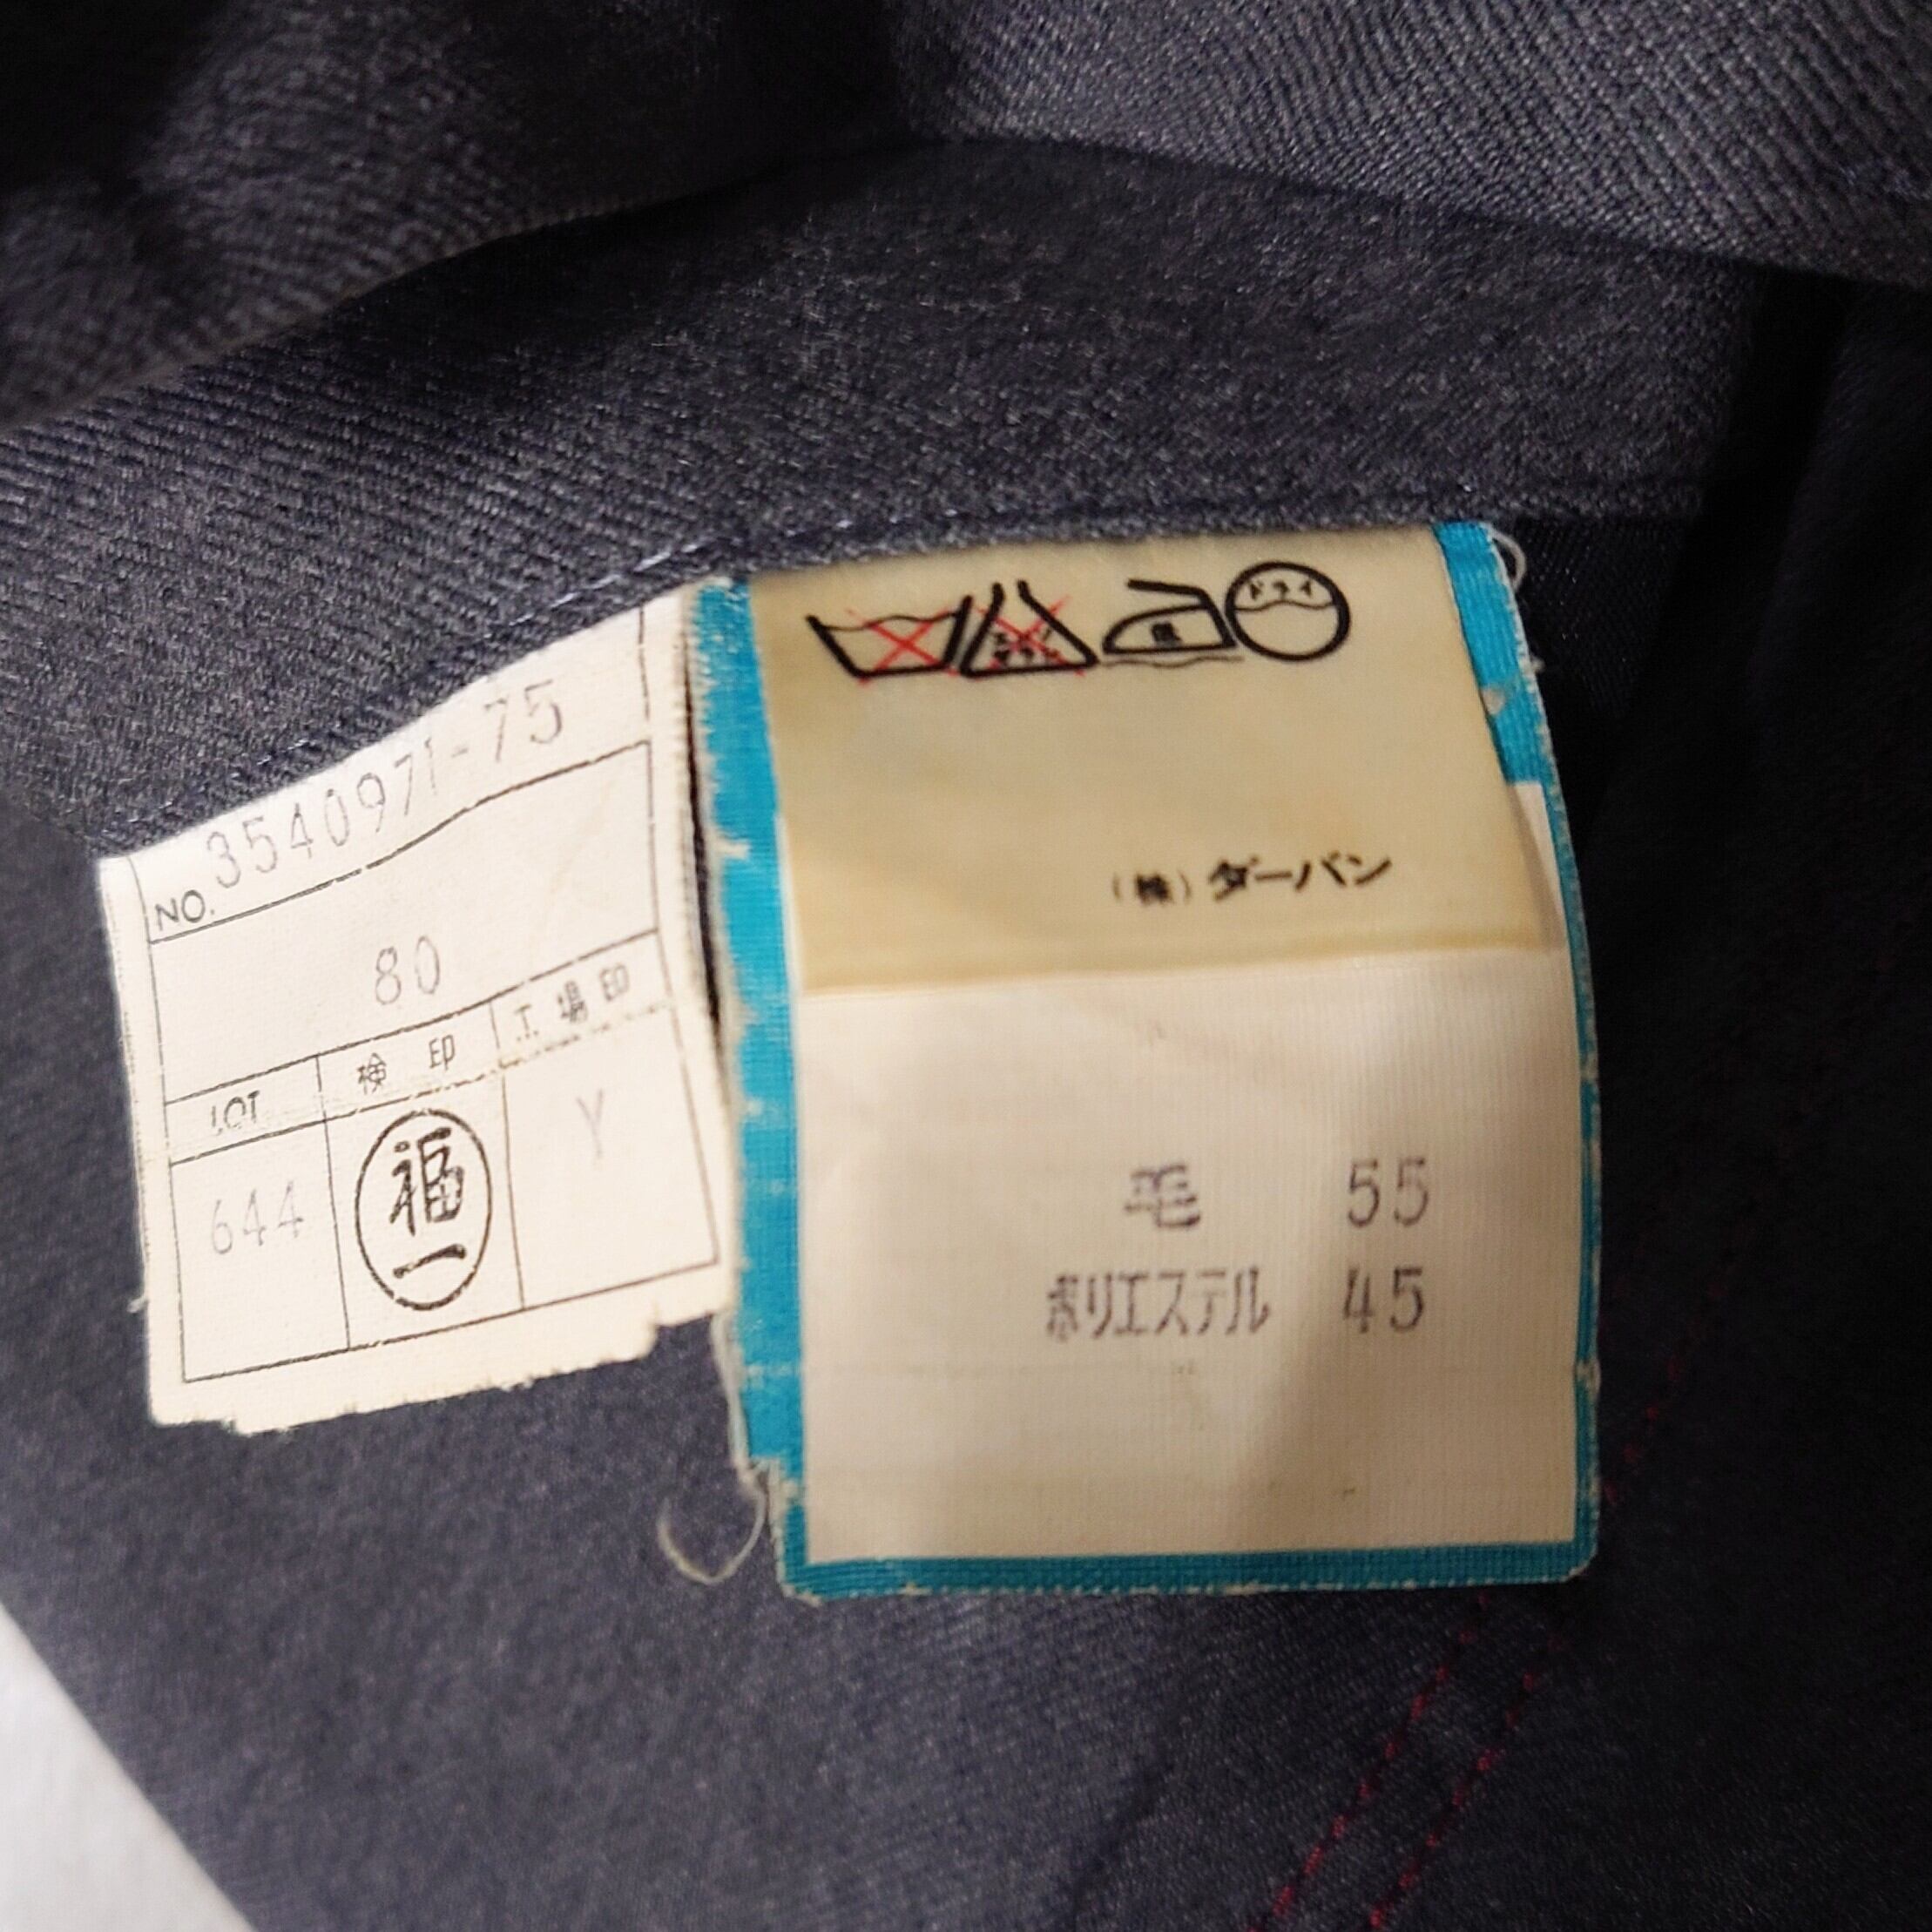 NO. 3540971-75
80
LOT 検印 工場印
644 福一 Y
ドライ
(株) ダーバン
毛 55
ポリエステル 45